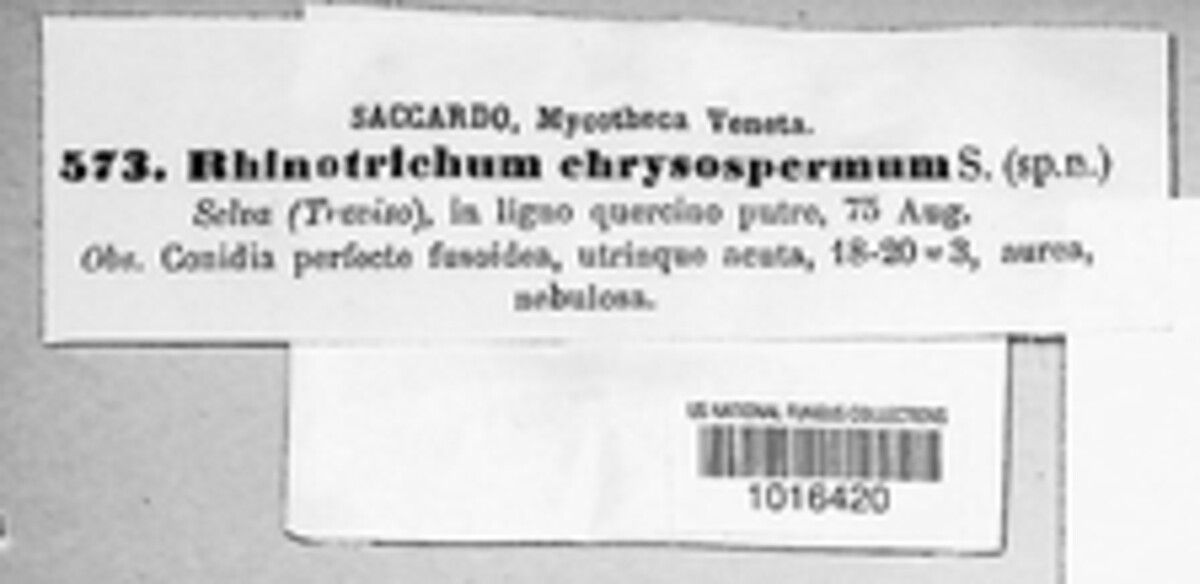 SACCARDO, Mycotheca Veneta.
573. Rhinotrichum chrysospermum S. (sp.n.)
Selva (Treviso), in ligno quercino putre, 75 Aug.
Obs. Conidia perfecte fusoidea, utrinque acuta, 18-20 = 3, aurea,
nebulosa.
US NATIONAL FUNGUS COLLECTIONS
1016420